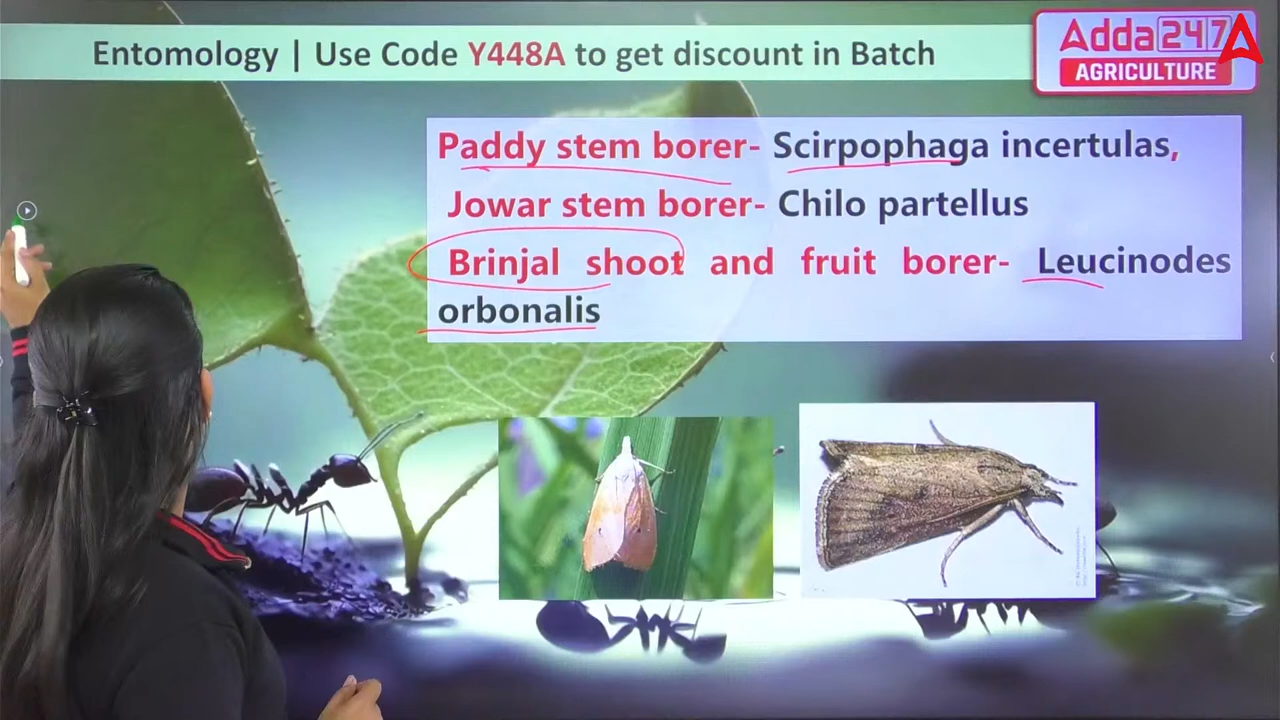 Entomology | Use Code Y448A to get discount in Batch
Adda247
AGRICULTURE
Paddy stem borer- Scirpophaga incertulas,
Jowar stem borer- Chilo partellus
Brinjal shoot and fruit borer- Leucinodes
orbonalis